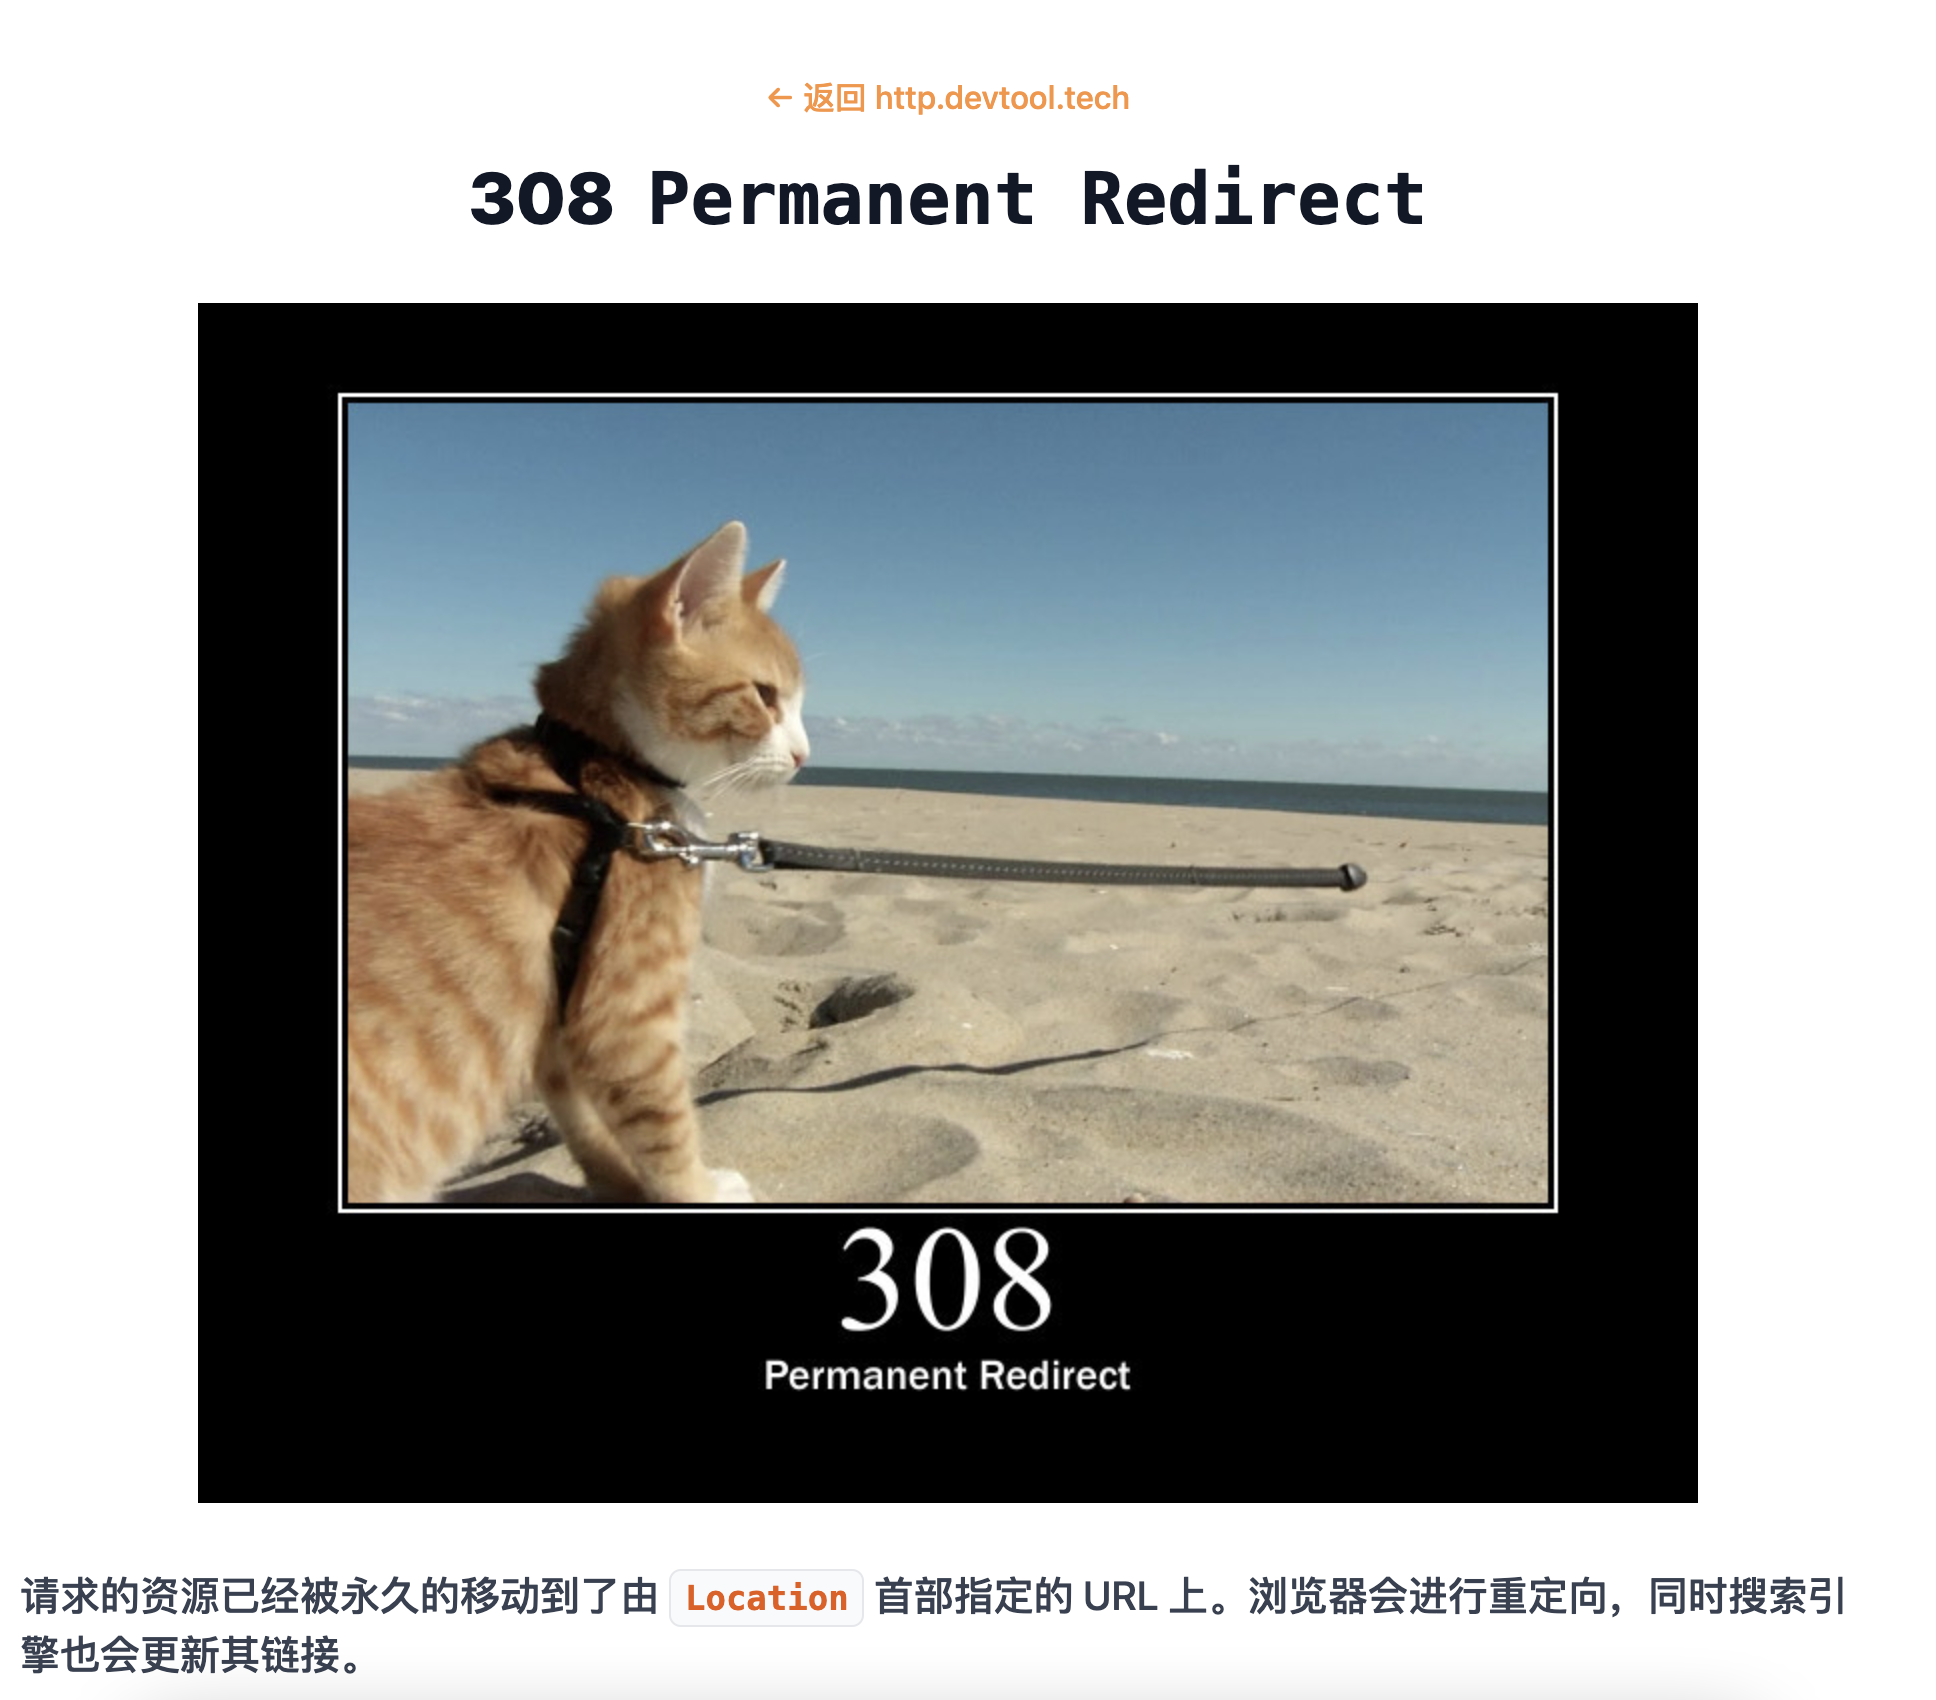 ← 返回 http.devtool.tech
308 Permanent Redirect
308
Permanent Redirect
请求的资源已经被永久的移动到了由 Location 首部指定的 URL 上。浏览器会进行重定向，同时搜索引
擎也会更新其链接。